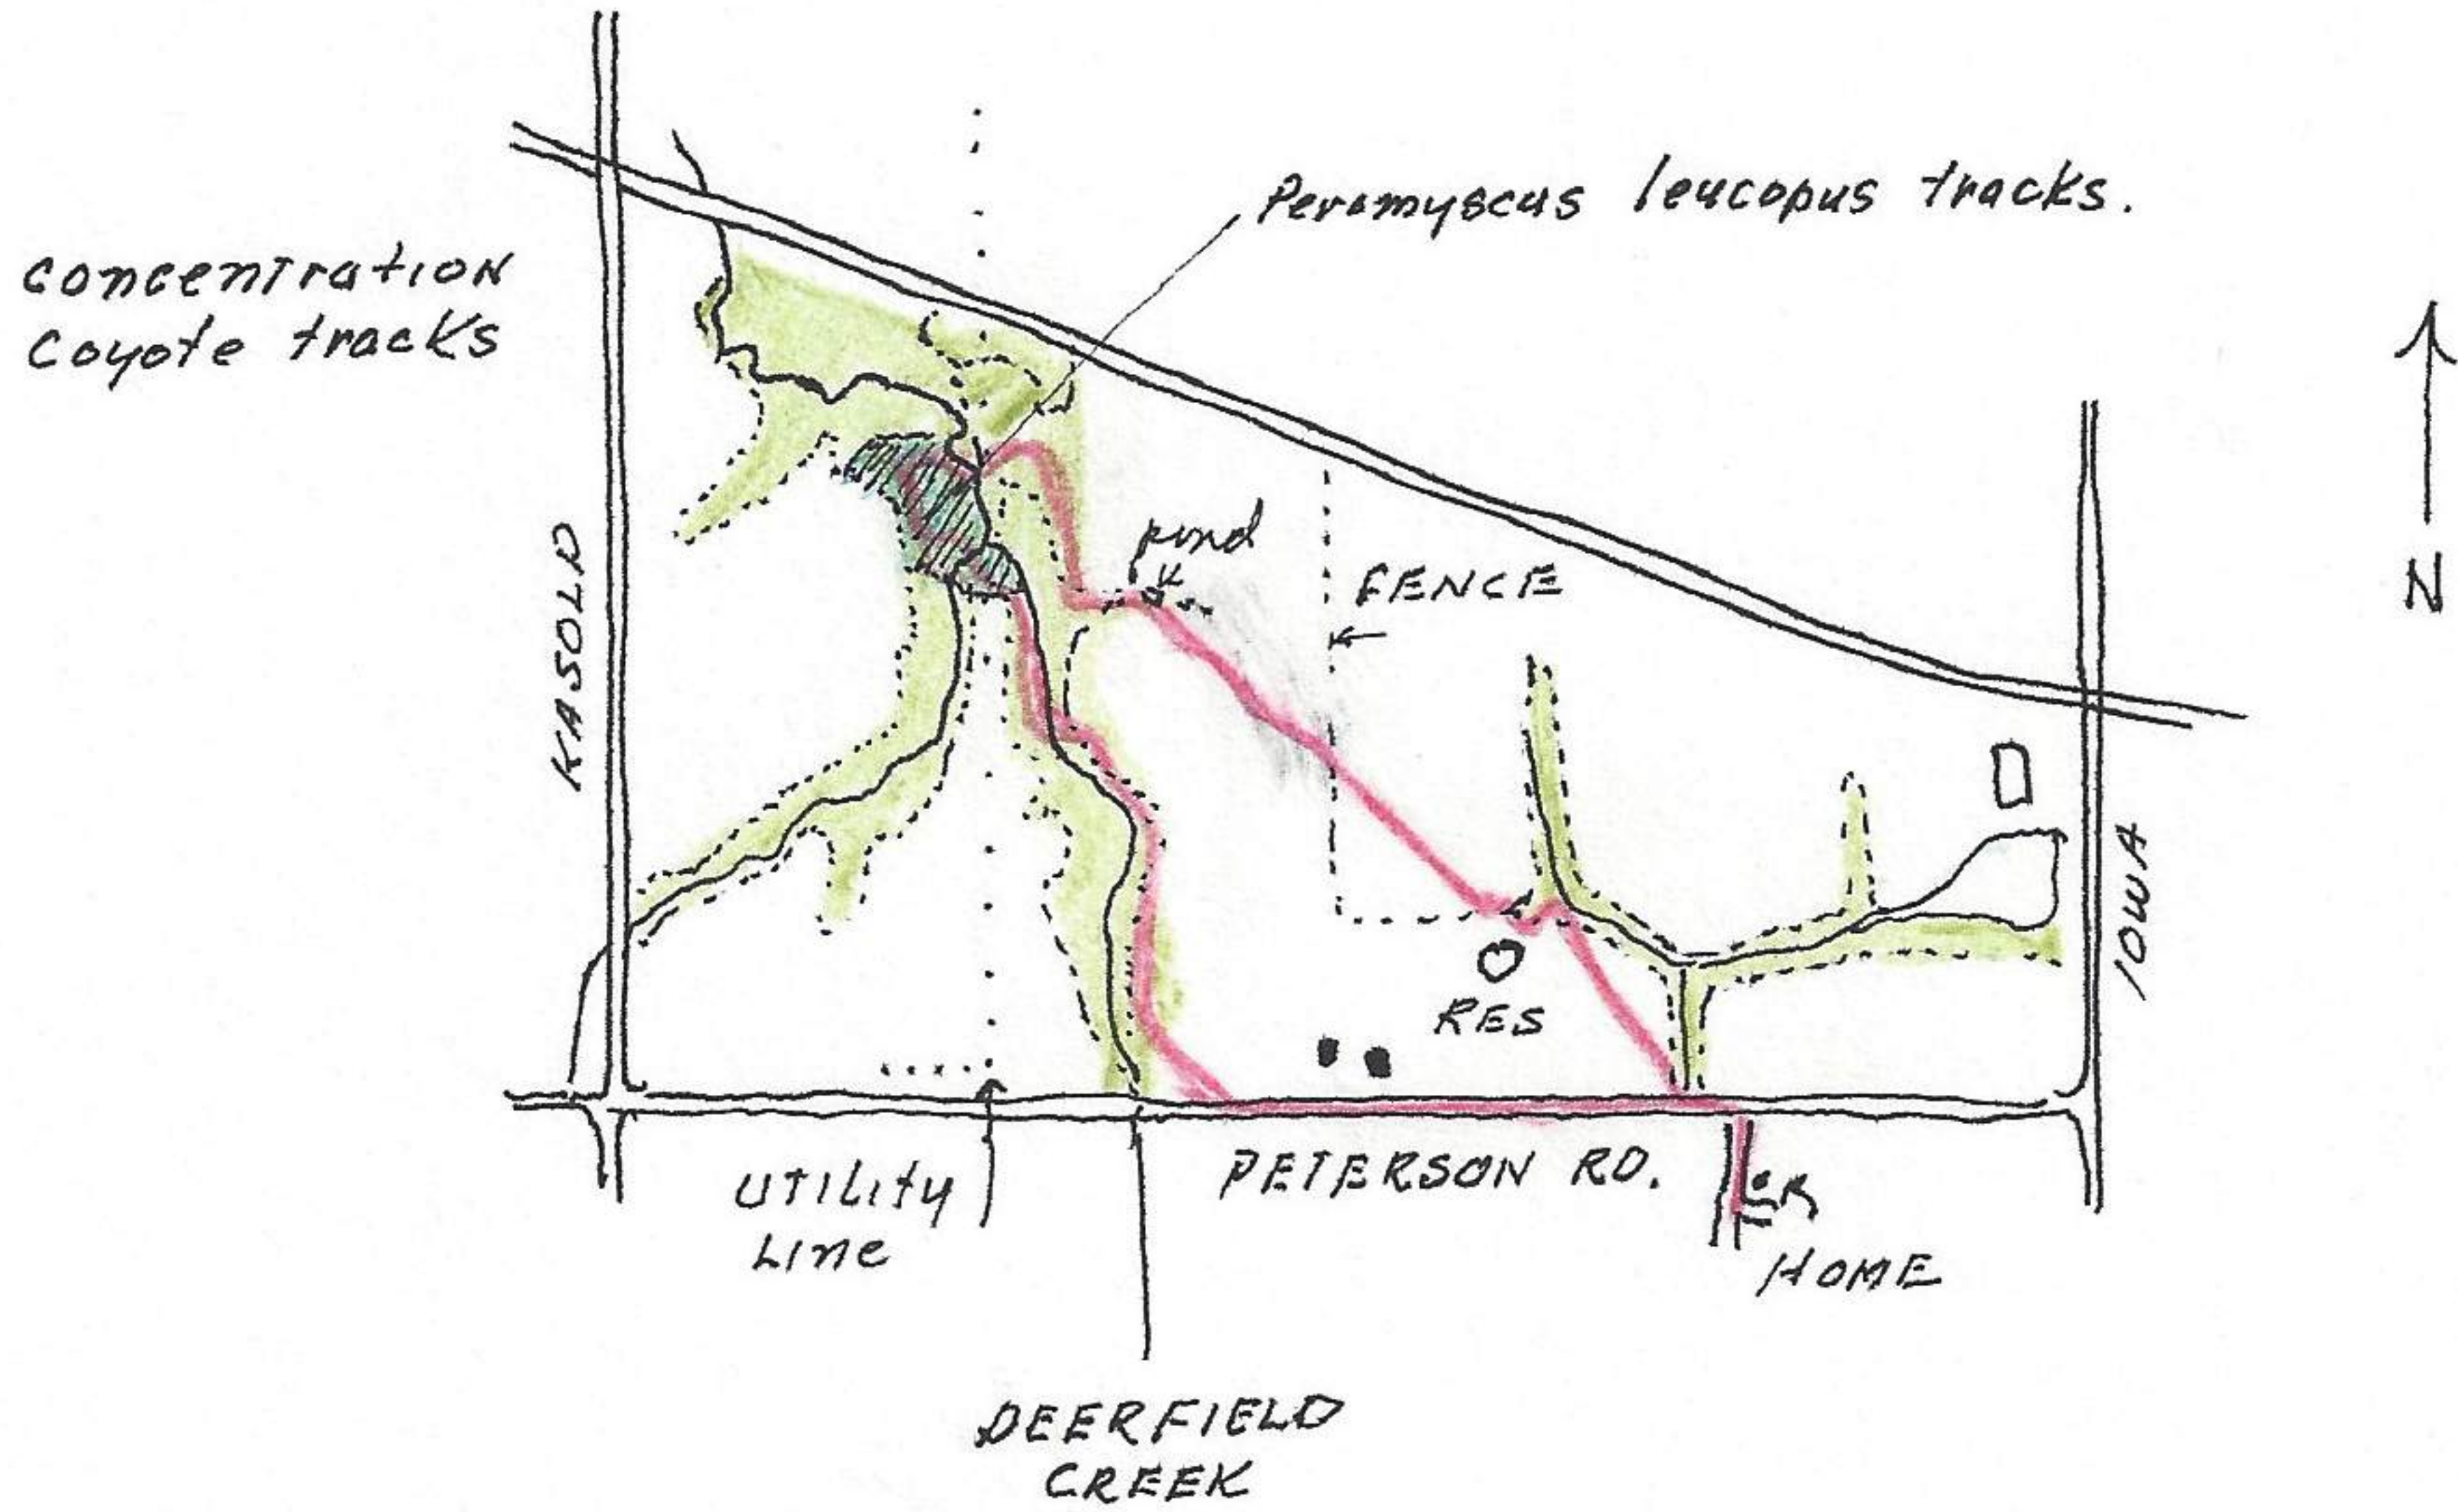 Peromyscus leucopus tracks.
concentration
coyote tracks
pond
FENCE
KASOLD
N
IOWA
RES
UTILity
Line
PETERSON RD.
HOME
DEERFIELD
CREEK